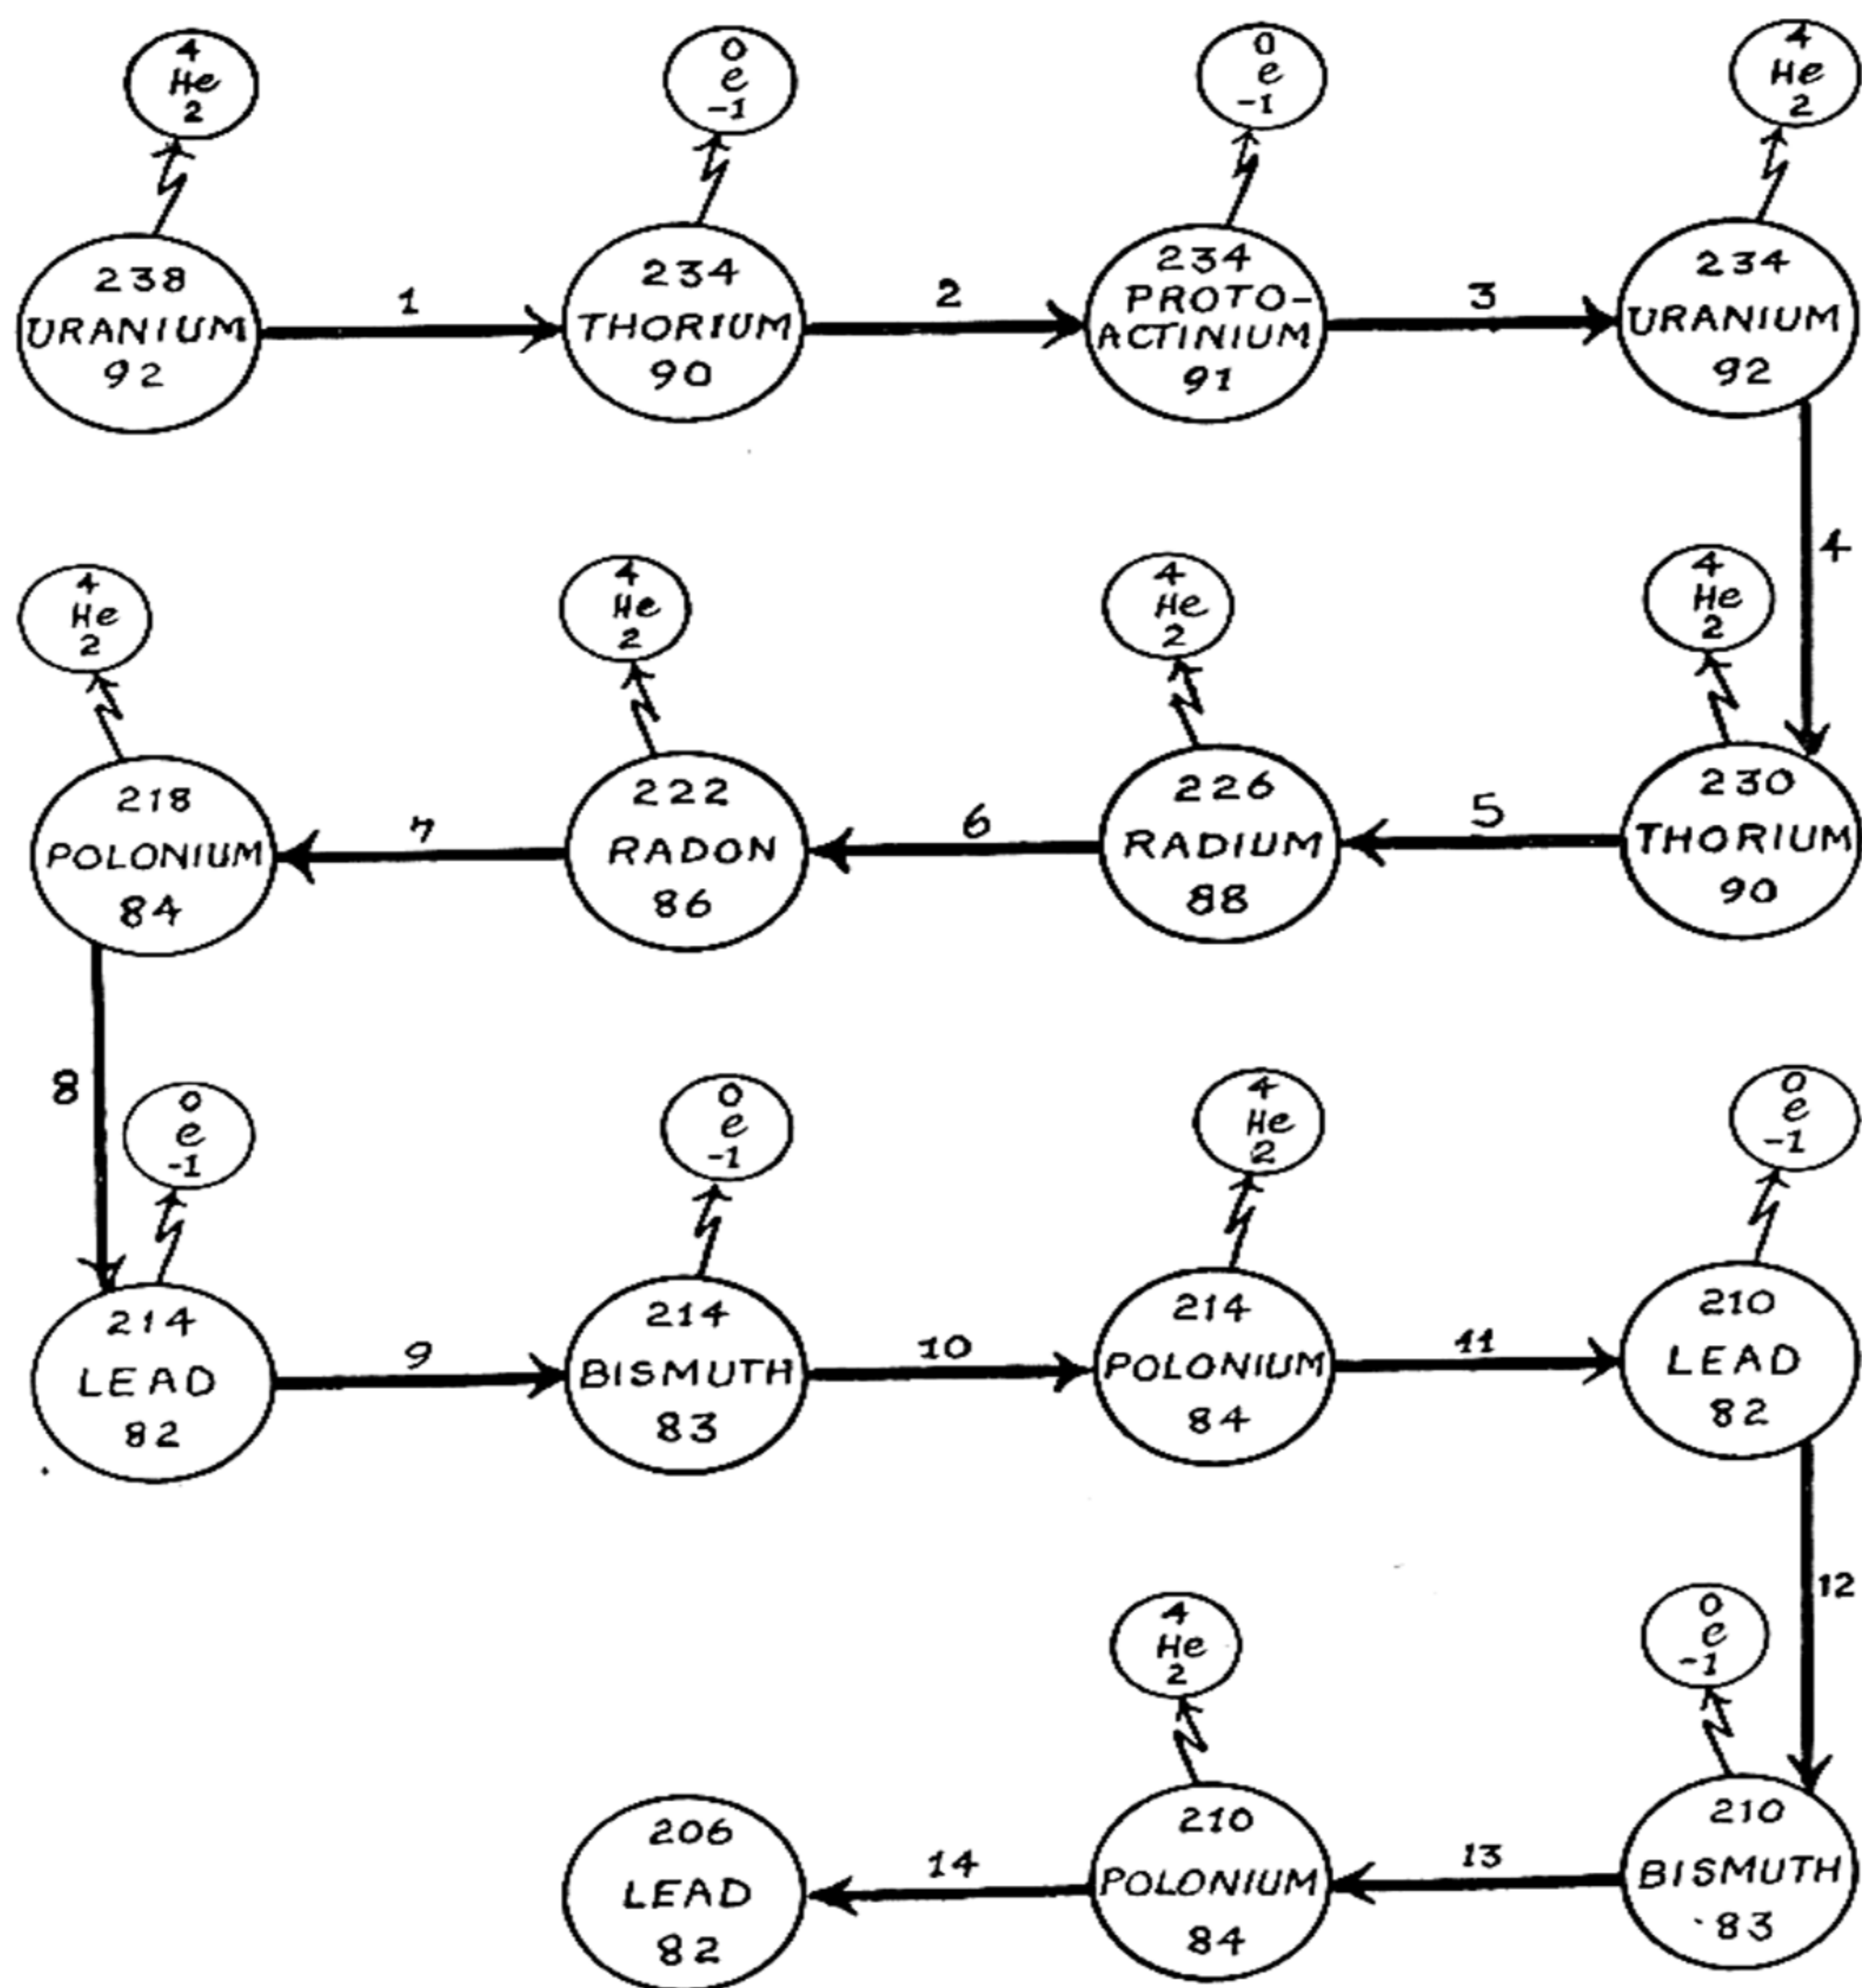 4
He
2
0
e
-1
0
e
-1
4
He
2
238
URANIUM
92
1
234
THORIUM
90
2
234
PROTO-
ACTINIUM
91
3
234
URANIUM
92
4
4
He
2
230
THORIUM
90
5
4
He
2
226
RADIUM
88
6
4
He
2
222
RADON
86
7
4
He
2
218
POLONIUM
84
8
0
e
-1
214
LEAD
82
9
0
e
-1
214
BISMUTH
83
10
4
He
2
214
POLONIUM
84
11
0
e
-1
210
LEAD
82
12
0
e
-1
210
BISMUTH
83
13
4
He
2
210
POLONIUM
84
14
206
LEAD
82